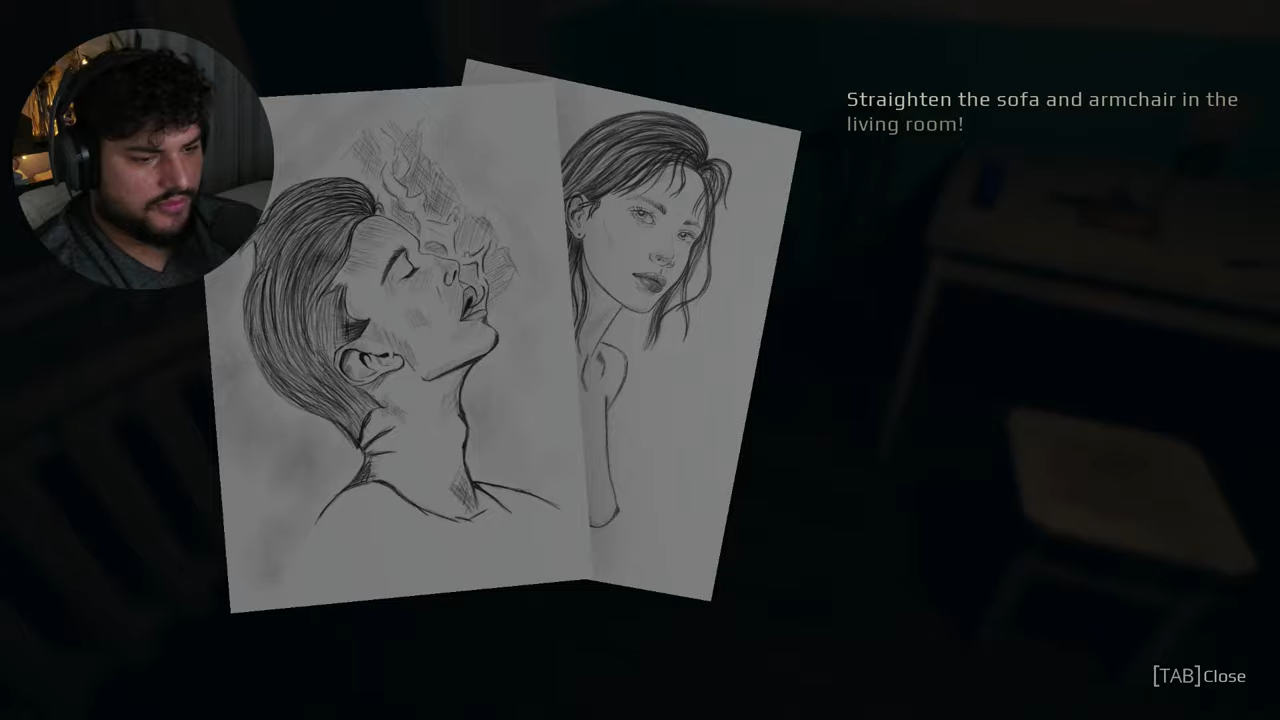 Straighten the sofa and armchair in the
living room!
[TAB]Close